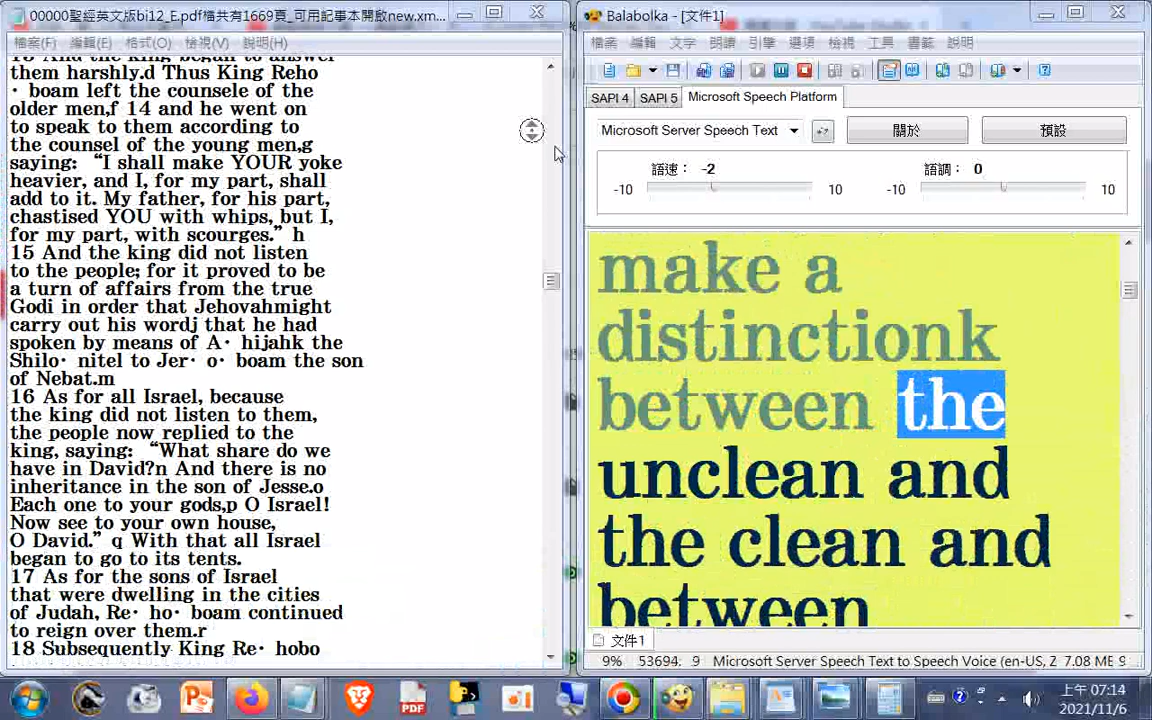 00000聖經英文版bi12_E.pdf檔共有1669頁_可用記事本開啟new.xm...
檔案(F) 編輯(E) 格式(O) 檢視(V) 說明(H)
15 And the king began to answer
them harshly.d Thus King Reho
· boam left the counsele of the
older men,f 14 and he went on
to speak to them according to
the counsel of the young men,g
saying: “I shall make YOUR yoke
heavier, and I, for my part, shall
add to it. My father, for his part,
chastised YOU with whips, but I,
for my part, with scourges.” h
15 And the king did not listen
to the people; for it proved to be
a turn of affairs from the true
Godi in order that Jehovahmight
carry out his wordj that he had
spoken by means of A· hijahk the
Shilo· nitel to Jer· o· boam the son
of Nebat.m
16 As for all Israel, because
the king did not listen to them,
the people now replied to the
king, saying: “What share do we
have in David?n And there is no
inheritance in the son of Jesse.o
Each one to your gods,p O Israel!
Now see to your own house,
O David.” q With that all Israel
began to go to its tents.
17 As for the sons of Israel
that were dwelling in the cities
of Judah, Re· ho· boam continued
to reign over them.r
18 Subsequently King Re· hobo
Balabolka - [文件1]
檔案 編輯 文字 朗讀 引擎 選項 檢視 工具 書籤 說明
SAPI 4 SAPI 5 Microsoft Speech Platform
Microsoft Server Speech Text 關於 預設
語速： -2 語調： 0
-10 10 -10 10
make a
distinctionk
between the
unclean and
the clean and
between
文件1
9% 53694: 9 Microsoft Server Speech Text to Speech Voice (en-US, Z 7.08 MB 9
PDF
上午 07:14
2021/11/6